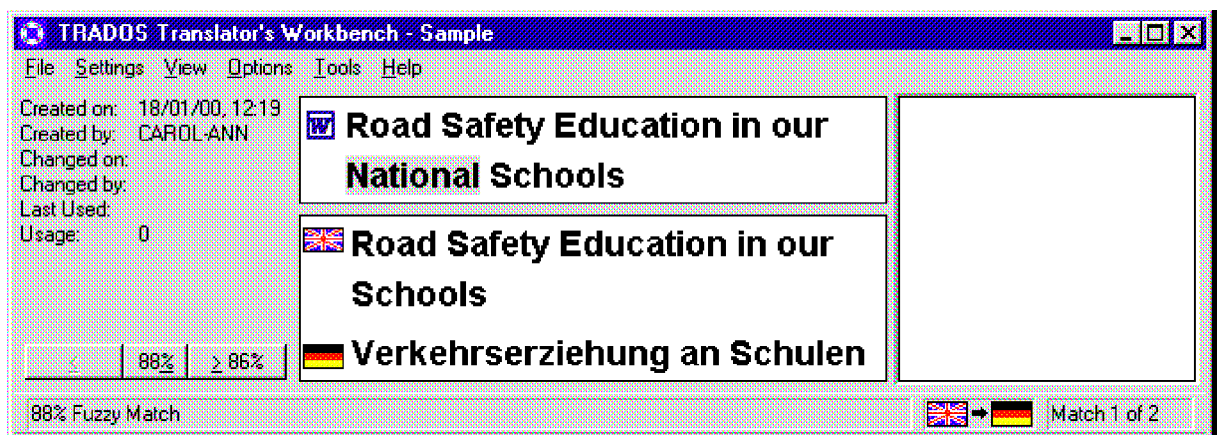 TRADOS Translator's Workbench - Sample
File Settings View Options Tools Help
Created on: 18/01/00, 12:19
Created by: CAROL-ANN
Changed on:
Changed by:
Last Used:
Usage: 0
Road Safety Education in our
National Schools
Road Safety Education in our
Schools
Verkehrserziehung an Schulen
< 88% > 86%
88% Fuzzy Match Match 1 of 2